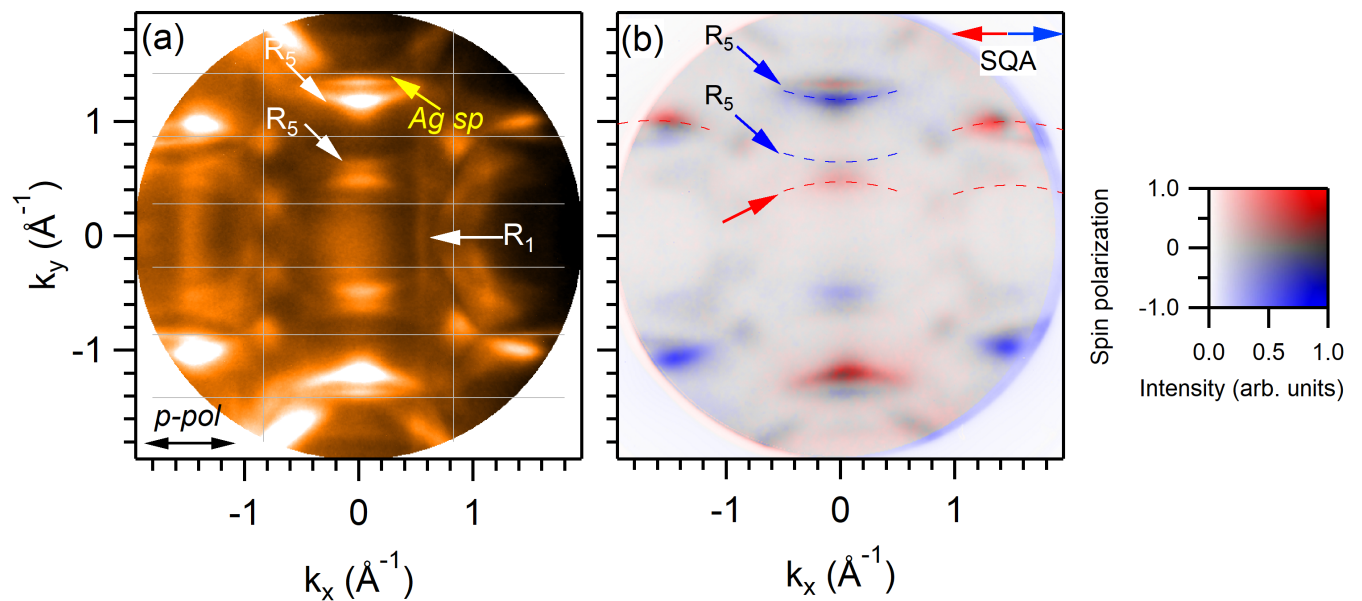 (a)
R5
R5
Ag sp
R1
p-pol
1
0
-1
ky (Å-1)
-1
0
1
kx (Å-1)
(b)
R5
R5
SQA
-1
0
1
kx (Å-1)
Spin polarization
1.0
0
-1.0
0.0 0.5 1.0
Intensity (arb. units)